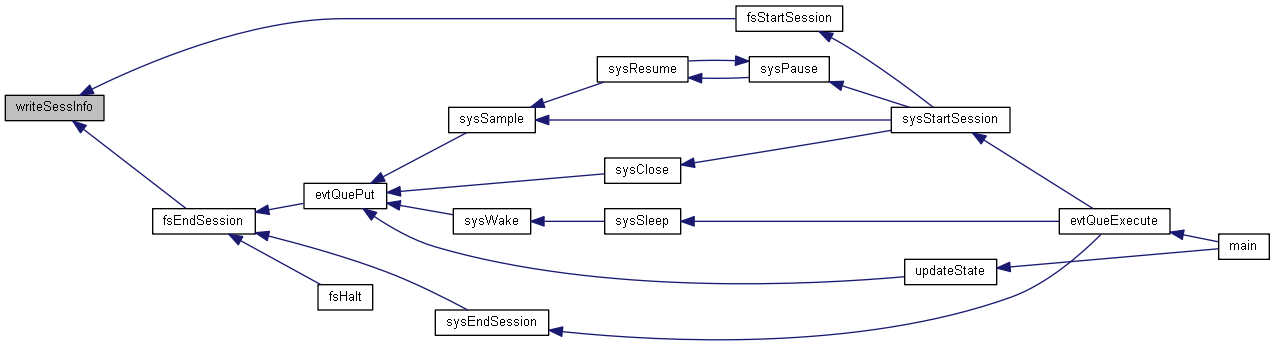 fsStartSession
sysResume
sysPause
writeSessInfo
sysSample
sysStartSession
sysClose
evtQuePut
fsEndSession
sysWake
sysSleep
evtQueExecute
main
updateState
fsHalt
sysEndSession